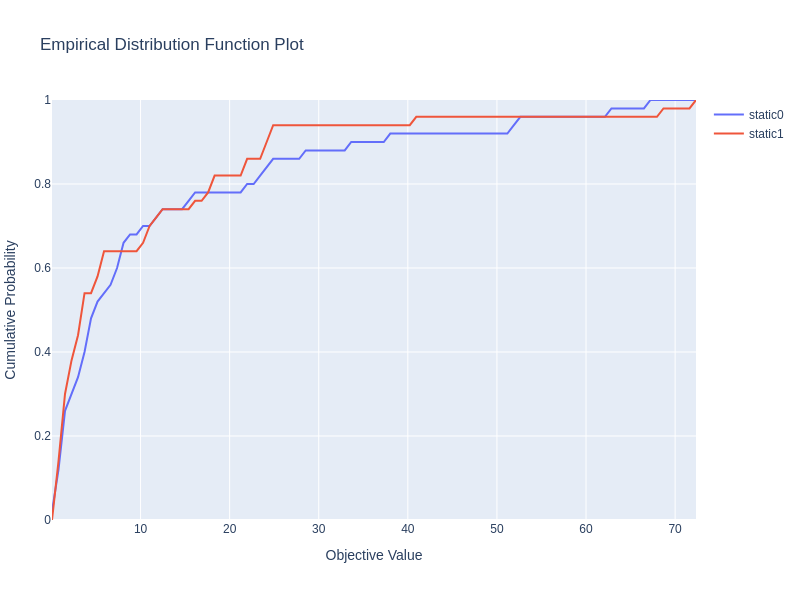 Empirical Distribution Function Plot
1
0.8
0.6
0.4
0.2
0
10
20
30
40
50
60
70
Objective Value
Cumulative Probability
static0
static1